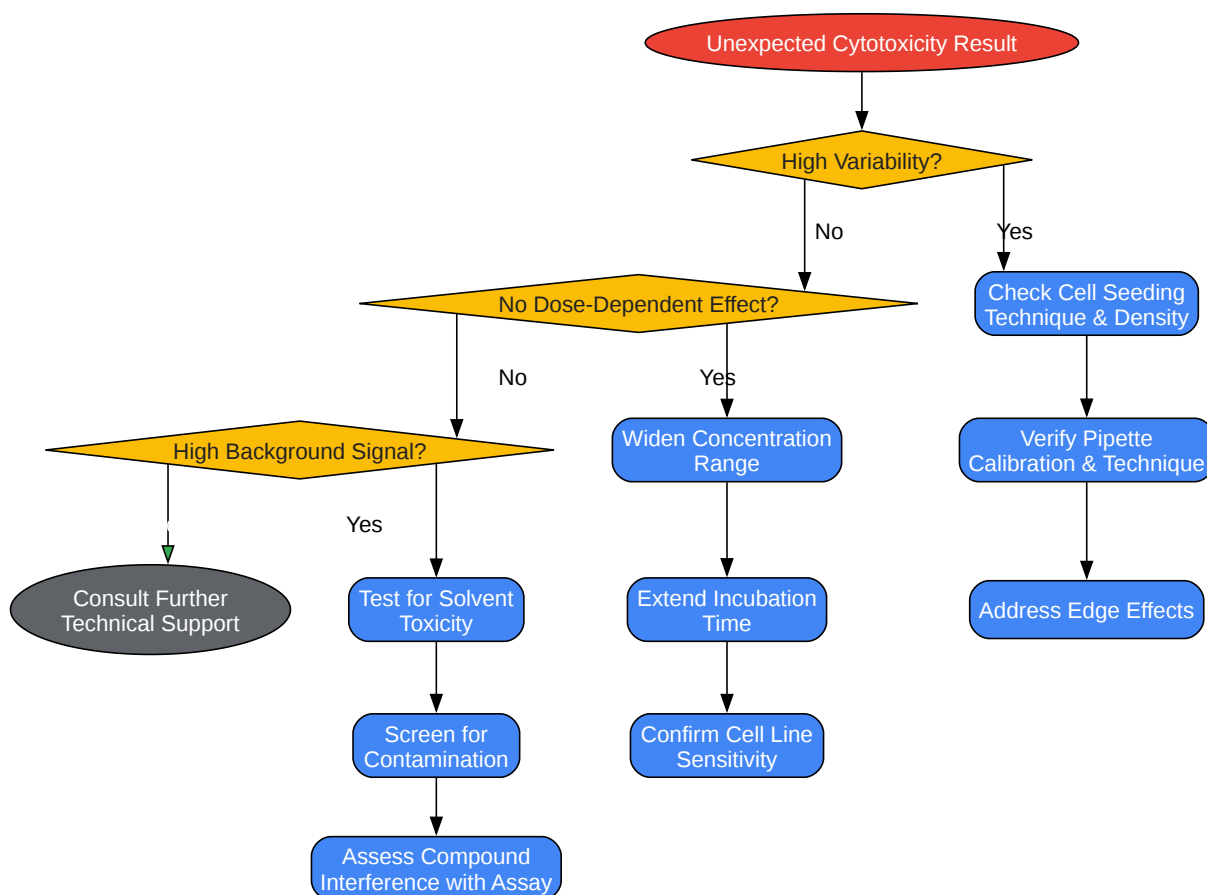 Unexpected Cytotoxicity Result
High Variability?
No
Yes
No Dose-Dependent Effect?
Check Cell Seeding
Technique & Density
No
Yes
High Background Signal?
Widen Concentration
Range
Verify Pipette
Calibration & Technique
Yes
Consult Further
Technical Support
Test for Solvent
Toxicity
Extend Incubation
Time
Address Edge Effects
Screen for
Contamination
Confirm Cell Line
Sensitivity
Assess Compound
Interference with Assay